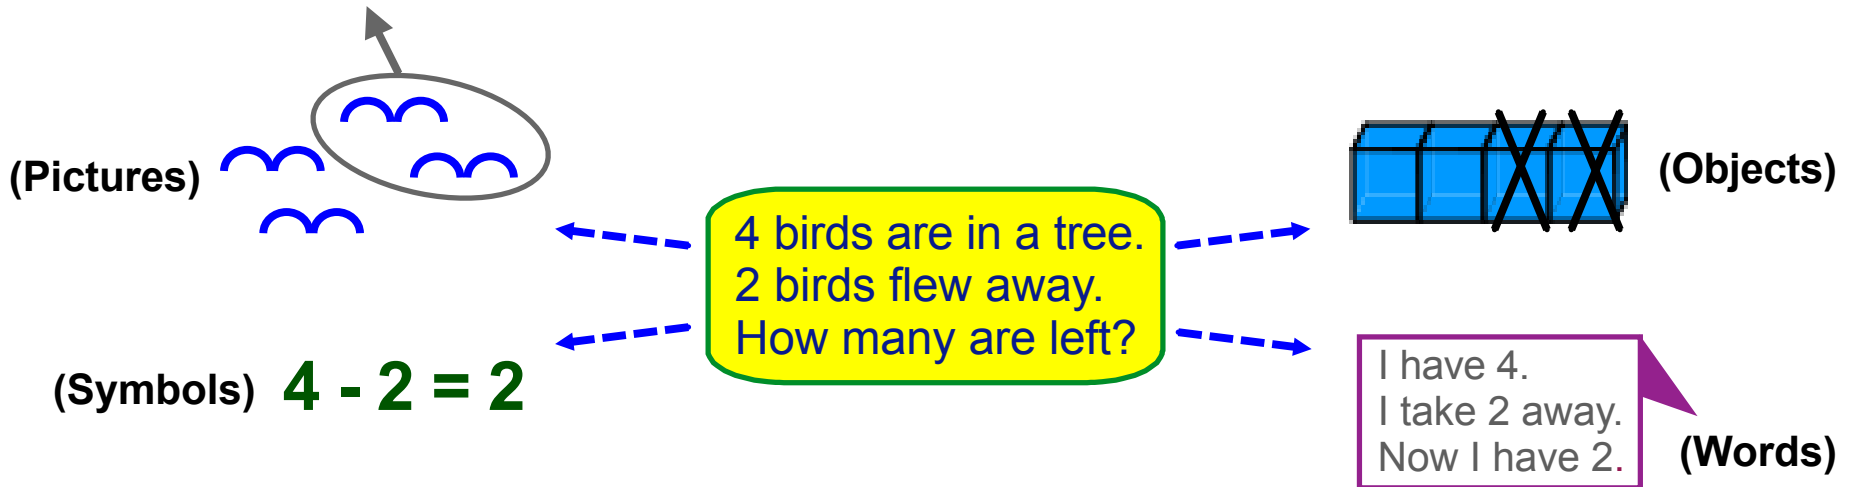 (Pictures)
4 birds are in a tree.
2 birds flew away.
How many are left?
(Objects)
(Symbols) 4 - 2 = 2
I have 4.
I take 2 away.
Now I have 2.
(Words)